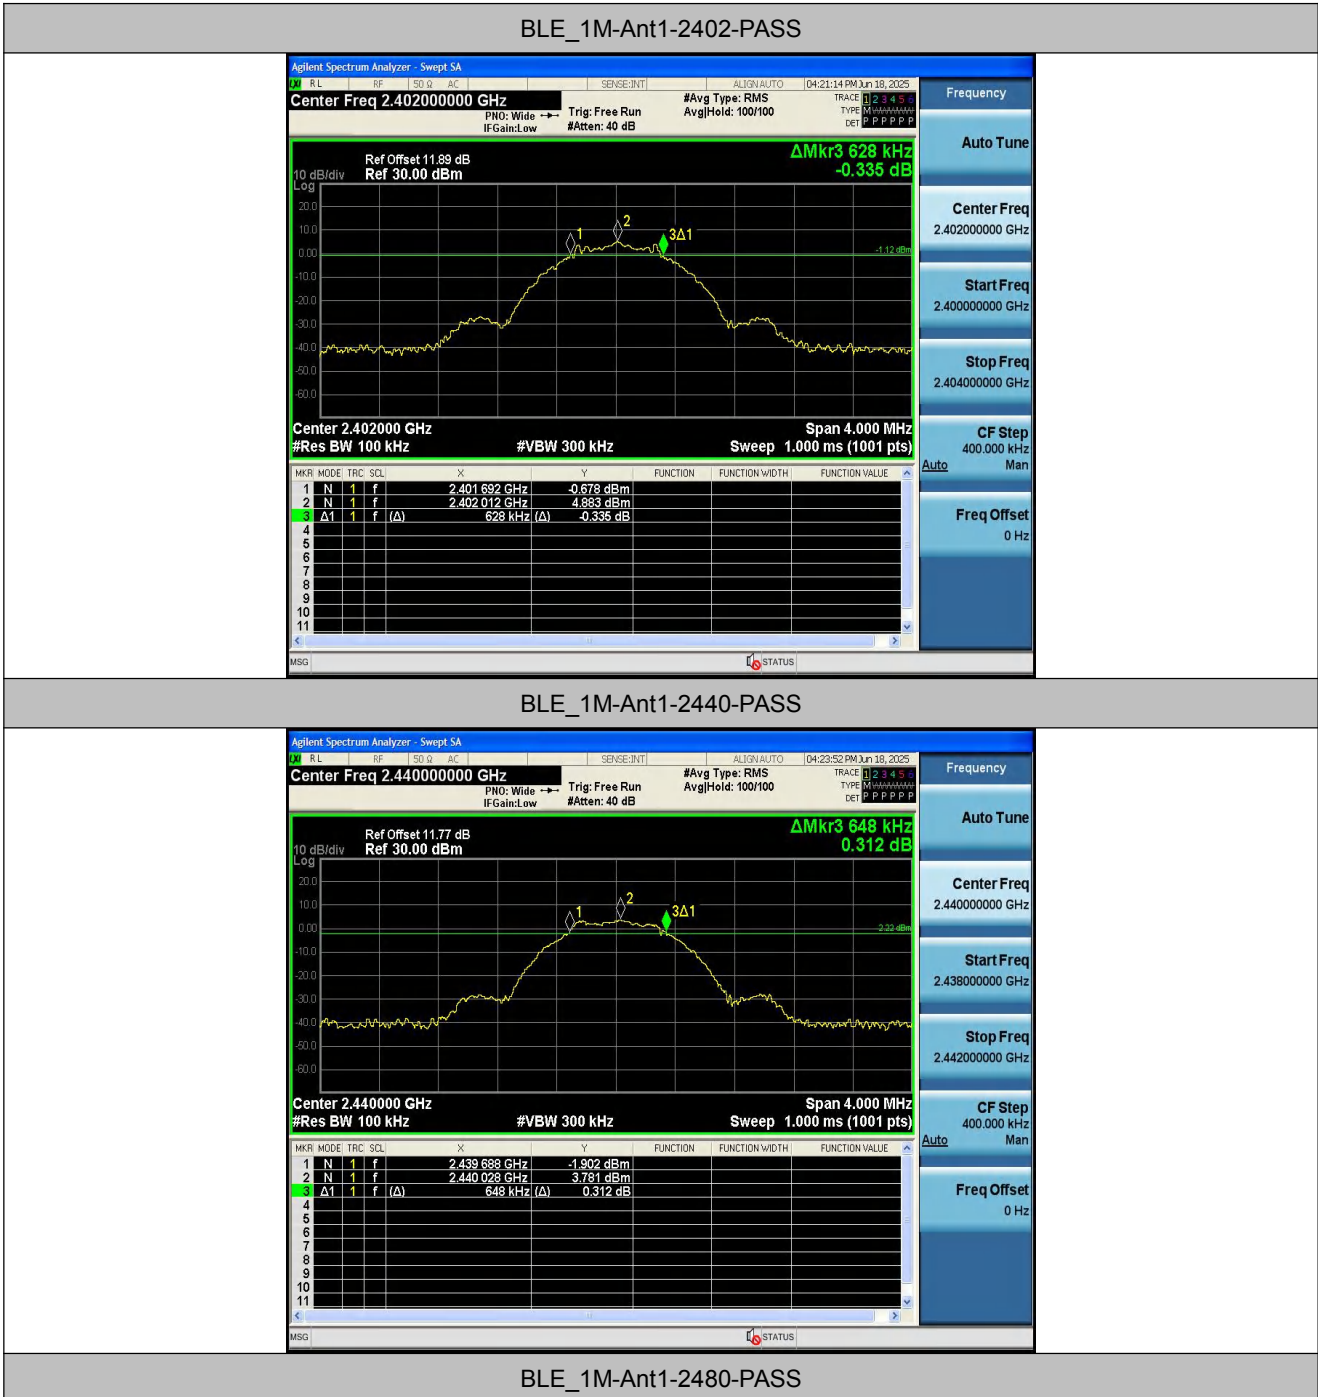 BLE_1M-Ant1-2402-PASS
Agilent Spectrum Analyzer - Swept SA
LXI RL RF 50 Ω AC SENSE:INT ALIGN AUTO 04:21:14 PM Jun 18, 2025
Center Freq 2.402000000 GHz
PNO: Wide
IFGain:Low
Trig: Free Run
#Atten: 40 dB
#Avg Type: RMS
Avg|Hold: 100/100
TRACE 1 2 3 4 5 6
TYPE M W W W W W
DET P P P P P P
Frequency
Auto Tune
Center Freq
2.402000000 GHz
Start Freq
2.400000000 GHz
Stop Freq
2.404000000 GHz
CF Step
400.000 kHz
Auto Man
Freq Offset
0 Hz
ΔMkr3 628 kHz
-0.335 dB
Ref Offset 11.89 dB
10 dB/div Ref 30.00 dBm
Log
20.0
10.0
0.00
-10.0
-20.0
-30.0
-40.0
-50.0
-60.0
1
2
3Δ1
-1.12 dBm
Center 2.402000 GHz Span 4.000 MHz
#Res BW 100 kHz #VBW 300 kHz Sweep 1.000 ms (1001 pts)
MKR MODE TRC SCL X Y FUNCTION FUNCTION WIDTH FUNCTION VALUE
1 N 1 f 2.401 692 GHz -0.678 dBm
2 N 1 f 2.402 012 GHz 4.883 dBm
3 Δ1 1 f (Δ) 628 kHz (Δ) -0.335 dB
4
5
6
7
8
9
10
11
MSG STATUS
BLE_1M-Ant1-2440-PASS
Agilent Spectrum Analyzer - Swept SA
LXI RL RF 50 Ω AC SENSE:INT ALIGN AUTO 04:23:52 PM Jun 18, 2025
Center Freq 2.440000000 GHz
PNO: Wide
IFGain:Low
Trig: Free Run
#Atten: 40 dB
#Avg Type: RMS
Avg|Hold: 100/100
TRACE 1 2 3 4 5 6
TYPE M W W W W W
DET P P P P P P
Frequency
Auto Tune
Center Freq
2.440000000 GHz
Start Freq
2.438000000 GHz
Stop Freq
2.442000000 GHz
CF Step
400.000 kHz
Auto Man
Freq Offset
0 Hz
ΔMkr3 648 kHz
0.312 dB
Ref Offset 11.77 dB
10 dB/div Ref 30.00 dBm
Log
20.0
10.0
0.00
-10.0
-20.0
-30.0
-40.0
-50.0
-60.0
1
2
3Δ1
-2.22 dBm
Center 2.440000 GHz Span 4.000 MHz
#Res BW 100 kHz #VBW 300 kHz Sweep 1.000 ms (1001 pts)
MKR MODE TRC SCL X Y FUNCTION FUNCTION WIDTH FUNCTION VALUE
1 N 1 f 2.439 688 GHz -1.902 dBm
2 N 1 f 2.440 028 GHz 3.781 dBm
3 Δ1 1 f (Δ) 648 kHz (Δ) 0.312 dB
4
5
6
7
8
9
10
11
MSG STATUS
BLE_1M-Ant1-2480-PASS